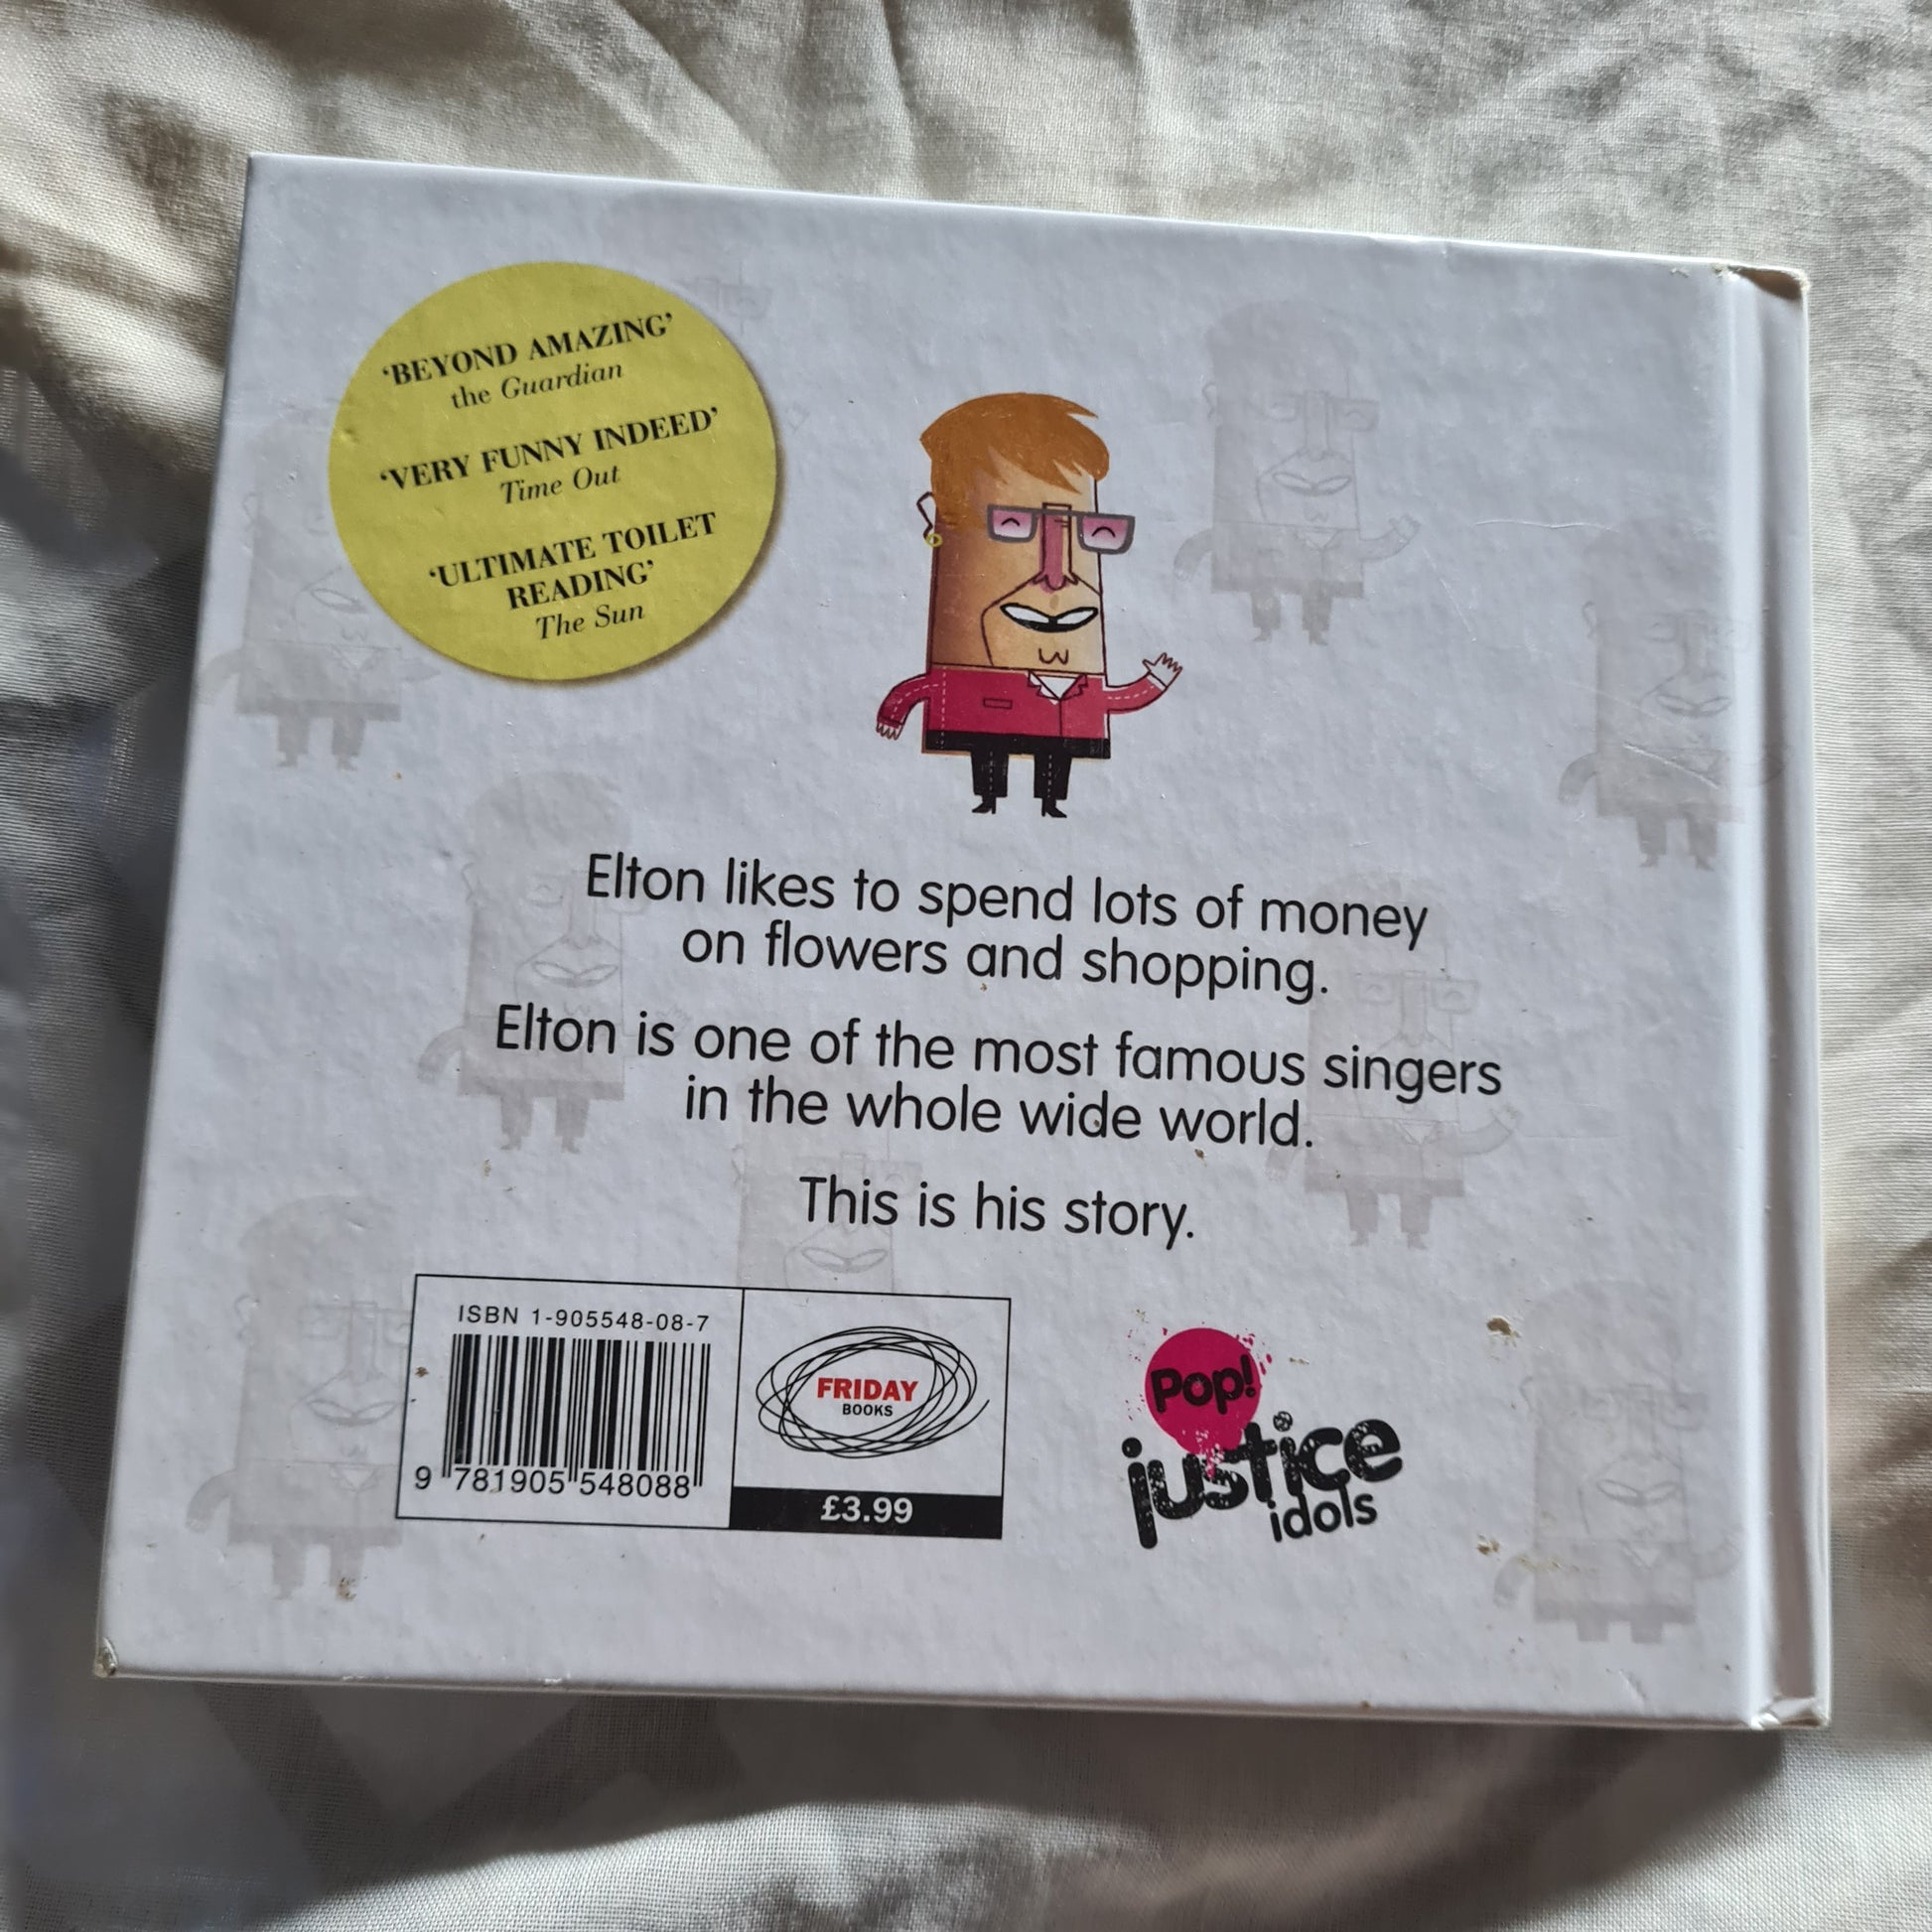 ‘BEYOND AMAZING’
the Guardian
‘VERY FUNNY INDEED’
Time Out
‘ULTIMATE TOILET
READING’
The Sun
Elton likes to spend lots of money
on flowers and shopping.
Elton is one of the most famous singers
in the whole wide world.
This is his story.
ISBN 1-905548-08-7
9 781905 548088
FRIDAY
BOOKS
£3.99
Pop!
justice
idols